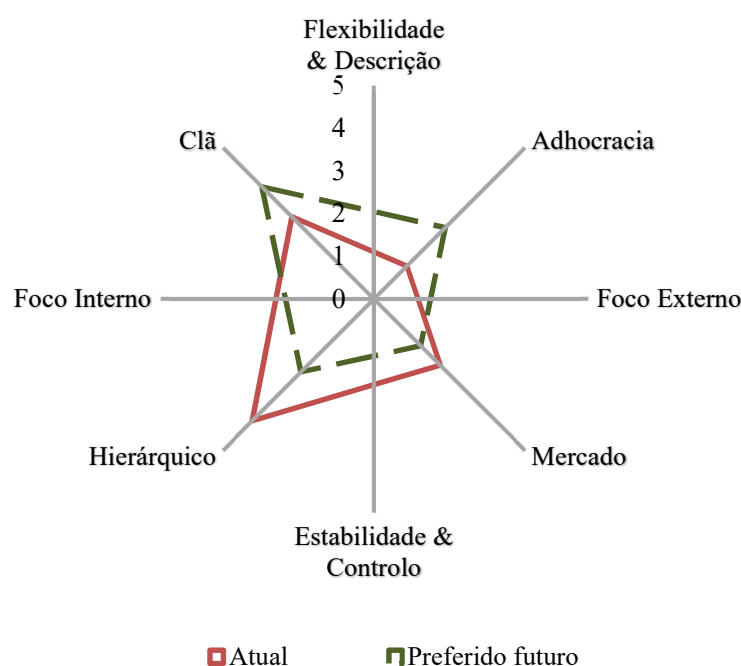 Flexibilidade
& Descrição
5
4
3
2
1
0
Clã
Adhocracia
Foco Interno
Foco Externo
Hierárquico
Mercado
Estabilidade &
Controlo
Atual
Preferido futuro